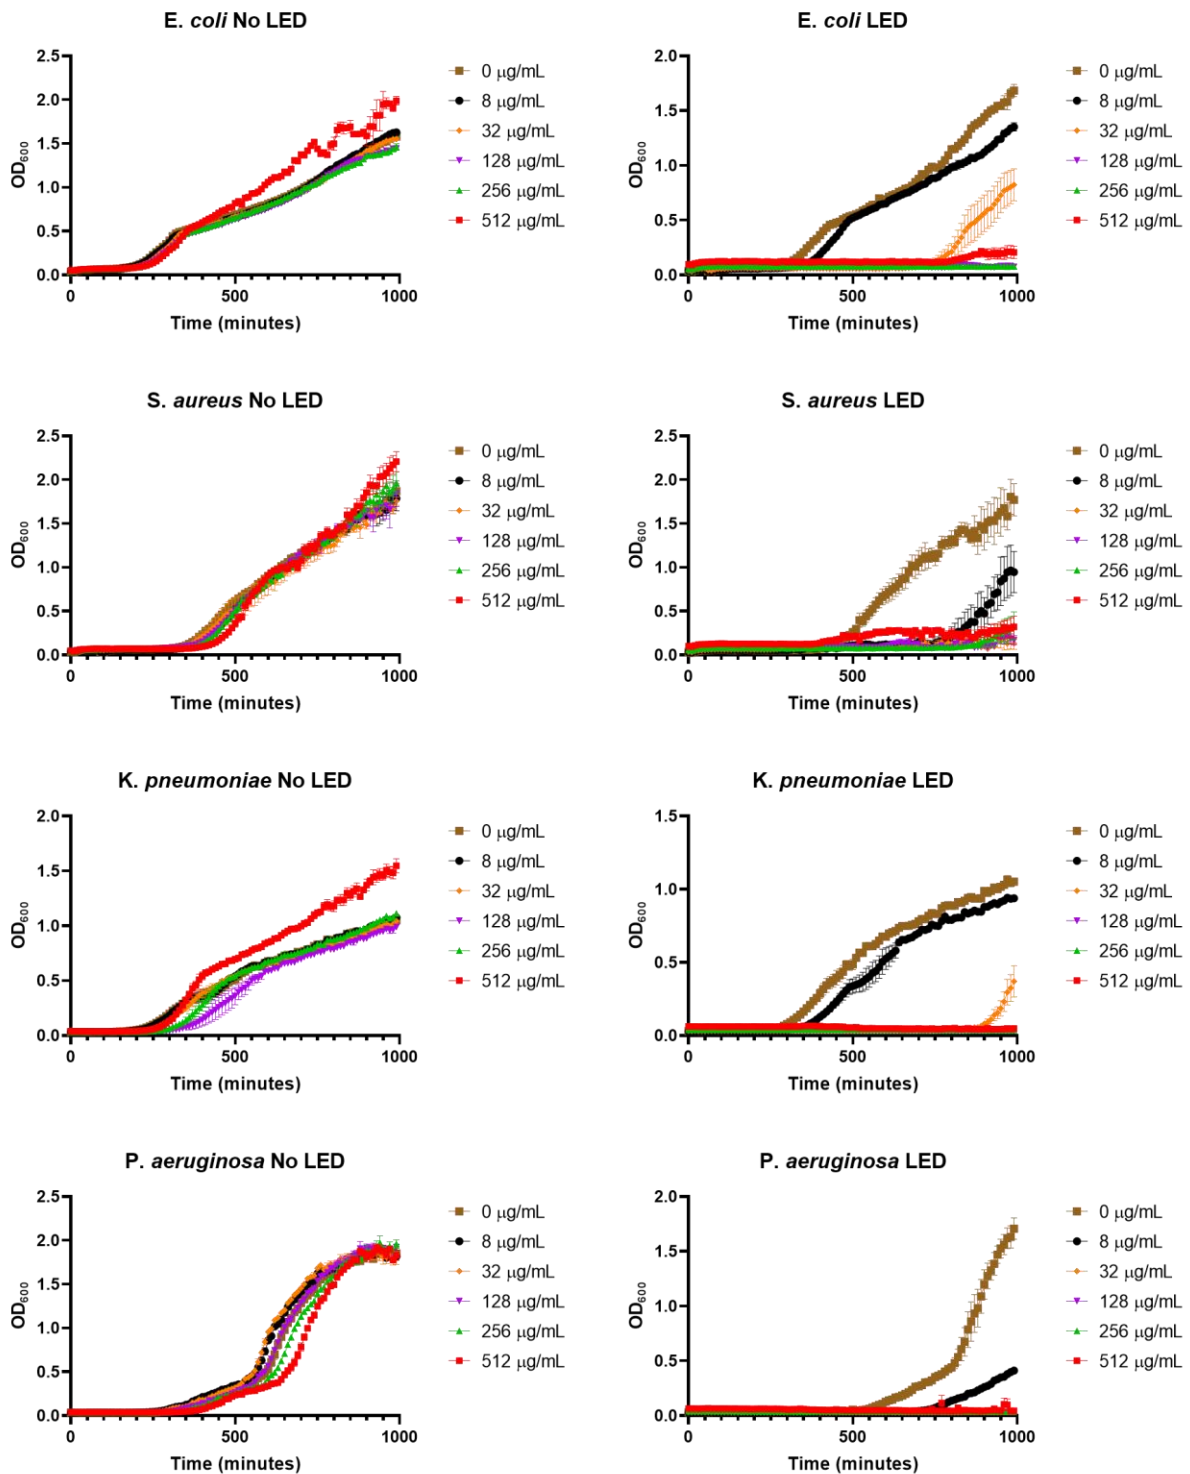 E. coli No LED
2.5
2.0
1.5
1.0
0.5
0.0
OD600
0
500
1000
Time (minutes)
0 μg/mL
8 μg/mL
32 μg/mL
128 μg/mL
256 μg/mL
512 μg/mL
E. coli LED
2.0
1.5
1.0
0.5
0.0
OD600
0
500
1000
Time (minutes)
0 μg/mL
8 μg/mL
32 μg/mL
128 μg/mL
256 μg/mL
512 μg/mL
S. aureus No LED
2.5
2.0
1.5
1.0
0.5
0.0
OD600
0
500
1000
Time (minutes)
0 μg/mL
8 μg/mL
32 μg/mL
128 μg/mL
256 μg/mL
512 μg/mL
S. aureus LED
2.5
2.0
1.5
1.0
0.5
0.0
OD600
0
500
1000
Time (minutes)
0 μg/mL
8 μg/mL
32 μg/mL
128 μg/mL
256 μg/mL
512 μg/mL
K. pneumoniae No LED
2.0
1.5
1.0
0.5
0.0
OD600
0
500
1000
Time (minutes)
0 μg/mL
8 μg/mL
32 μg/mL
128 μg/mL
256 μg/mL
512 μg/mL
K. pneumoniae LED
1.5
1.0
0.5
0.0
OD600
0
500
1000
Time (minutes)
0 μg/mL
8 μg/mL
32 μg/mL
128 μg/mL
256 μg/mL
512 μg/mL
P. aeruginosa No LED
2.5
2.0
1.5
1.0
0.5
0.0
OD600
0
500
1000
Time (minutes)
0 μg/mL
8 μg/mL
32 μg/mL
128 μg/mL
256 μg/mL
512 μg/mL
P. aeruginosa LED
2.0
1.5
1.0
0.5
0.0
OD600
0
500
1000
Time (minutes)
0 μg/mL
8 μg/mL
32 μg/mL
128 μg/mL
256 μg/mL
512 μg/mL